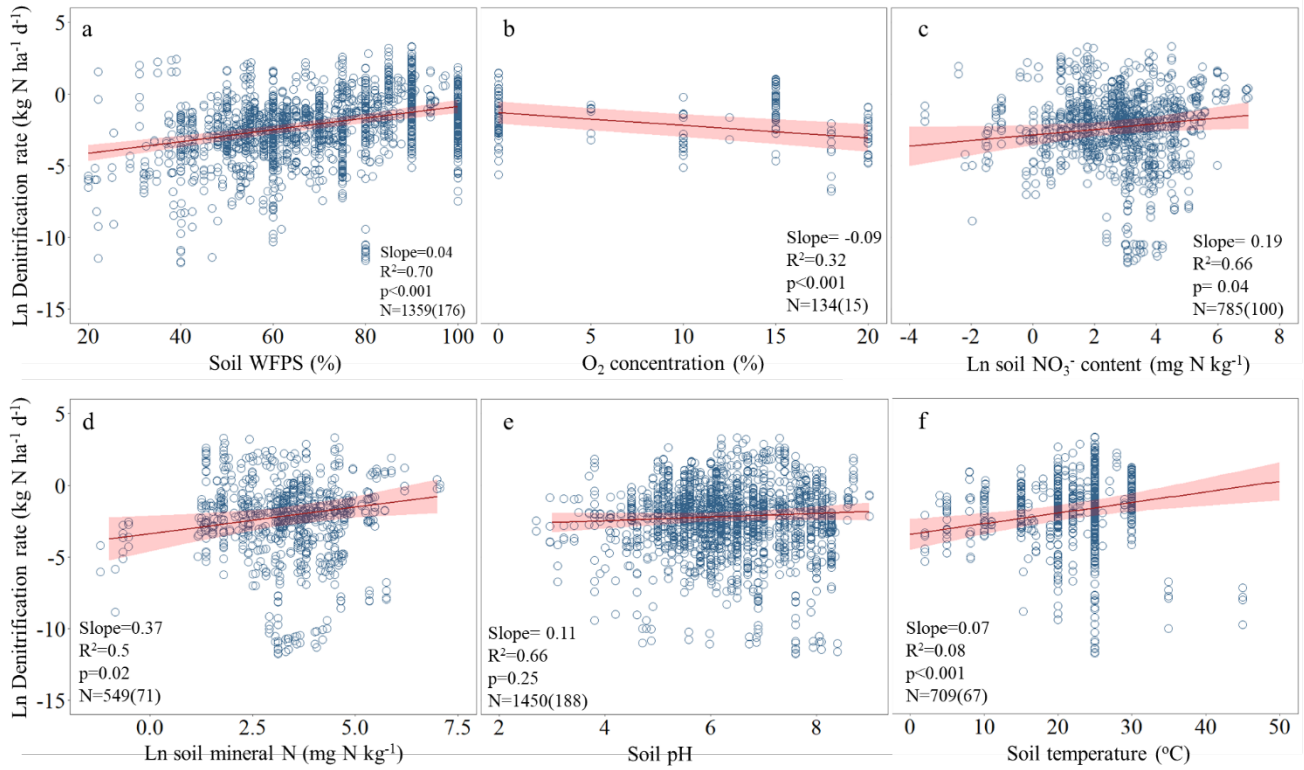 a
b
c
Ln Denitrification rate (kg N ha⁻¹ d⁻¹)
5
0
-5
-10
-15
Slope=0.04
R²=0.70
p<0.001
N=1359(176)
Slope= -0.09
R²=0.32
p<0.001
N=134(15)
Slope= 0.19
R²=0.66
p= 0.04
N=785(100)
20 40 60 80 100
0 5 10 15 20
-4 -2 0 2 4 6 8
Soil WFPS (%)
O₂ concentration (%)
Ln soil NO₃⁻ content (mg N kg⁻¹)
d
e
f
Ln Denitrification rate (kg N ha⁻¹ d⁻¹)
5
0
-5
-10
-15
Slope=0.37
R²=0.5
p=0.02
N=549(71)
Slope= 0.11
R²=0.66
p=0.25
N=1450(188)
Slope=0.07
R²=0.08
p<0.001
N=709(67)
0.0 2.5 5.0 7.5
2 4 6 8
0 10 20 30 40 50
Ln soil mineral N (mg N kg⁻¹)
Soil pH
Soil temperature (°C)